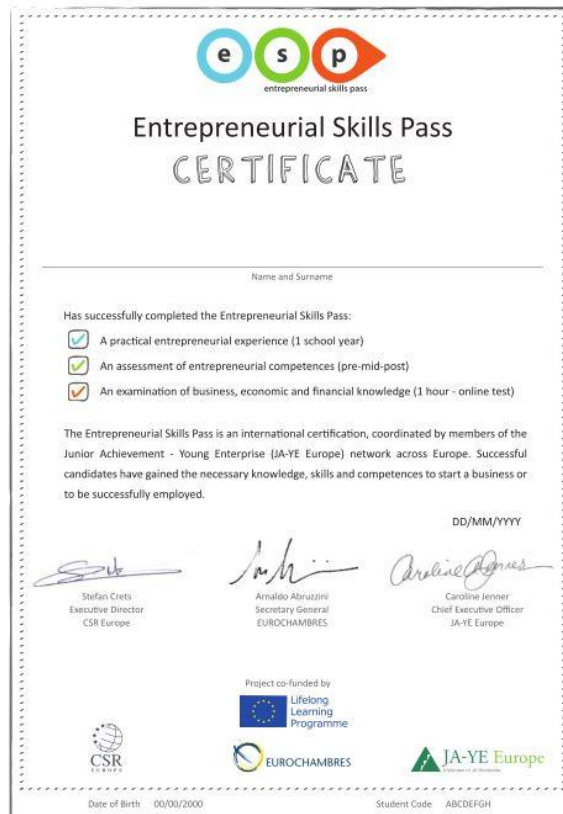 e s p
entrepreneurial skills pass
Entrepreneurial Skills Pass
CERTIFICATE
Name and Surname
Has successfully completed the Entrepreneurial Skills Pass:
A practical entrepreneurial experience (1 school year)
An assessment of entrepreneurial competences (pre-mid-post)
An examination of business, economic and financial knowledge (1 hour - online test)
The Entrepreneurial Skills Pass is an international certification, coordinated by members of the
Junior Achievement - Young Enterprise (JA-YE Europe) network across Europe. Successful
candidates have gained the necessary knowledge, skills and competences to start a business or
to be successfully employed.
DD/MM/YYYY
Caroline Jenner
Stefan Crets
Executive Director
CSR Europe
Arnaldo Abruzzini
Secretary General
EUROCHAMBRES
Caroline Jenner
Chief Executive Officer
JA-YE Europe
Project co-funded by
Lifelong
Learning
Programme
CSR
EUROPE
EUROCHAMBRES
JA-YE Europe
A Member of JA Worldwide
Date of Birth 00/00/2000
Student Code ABCDEFGH